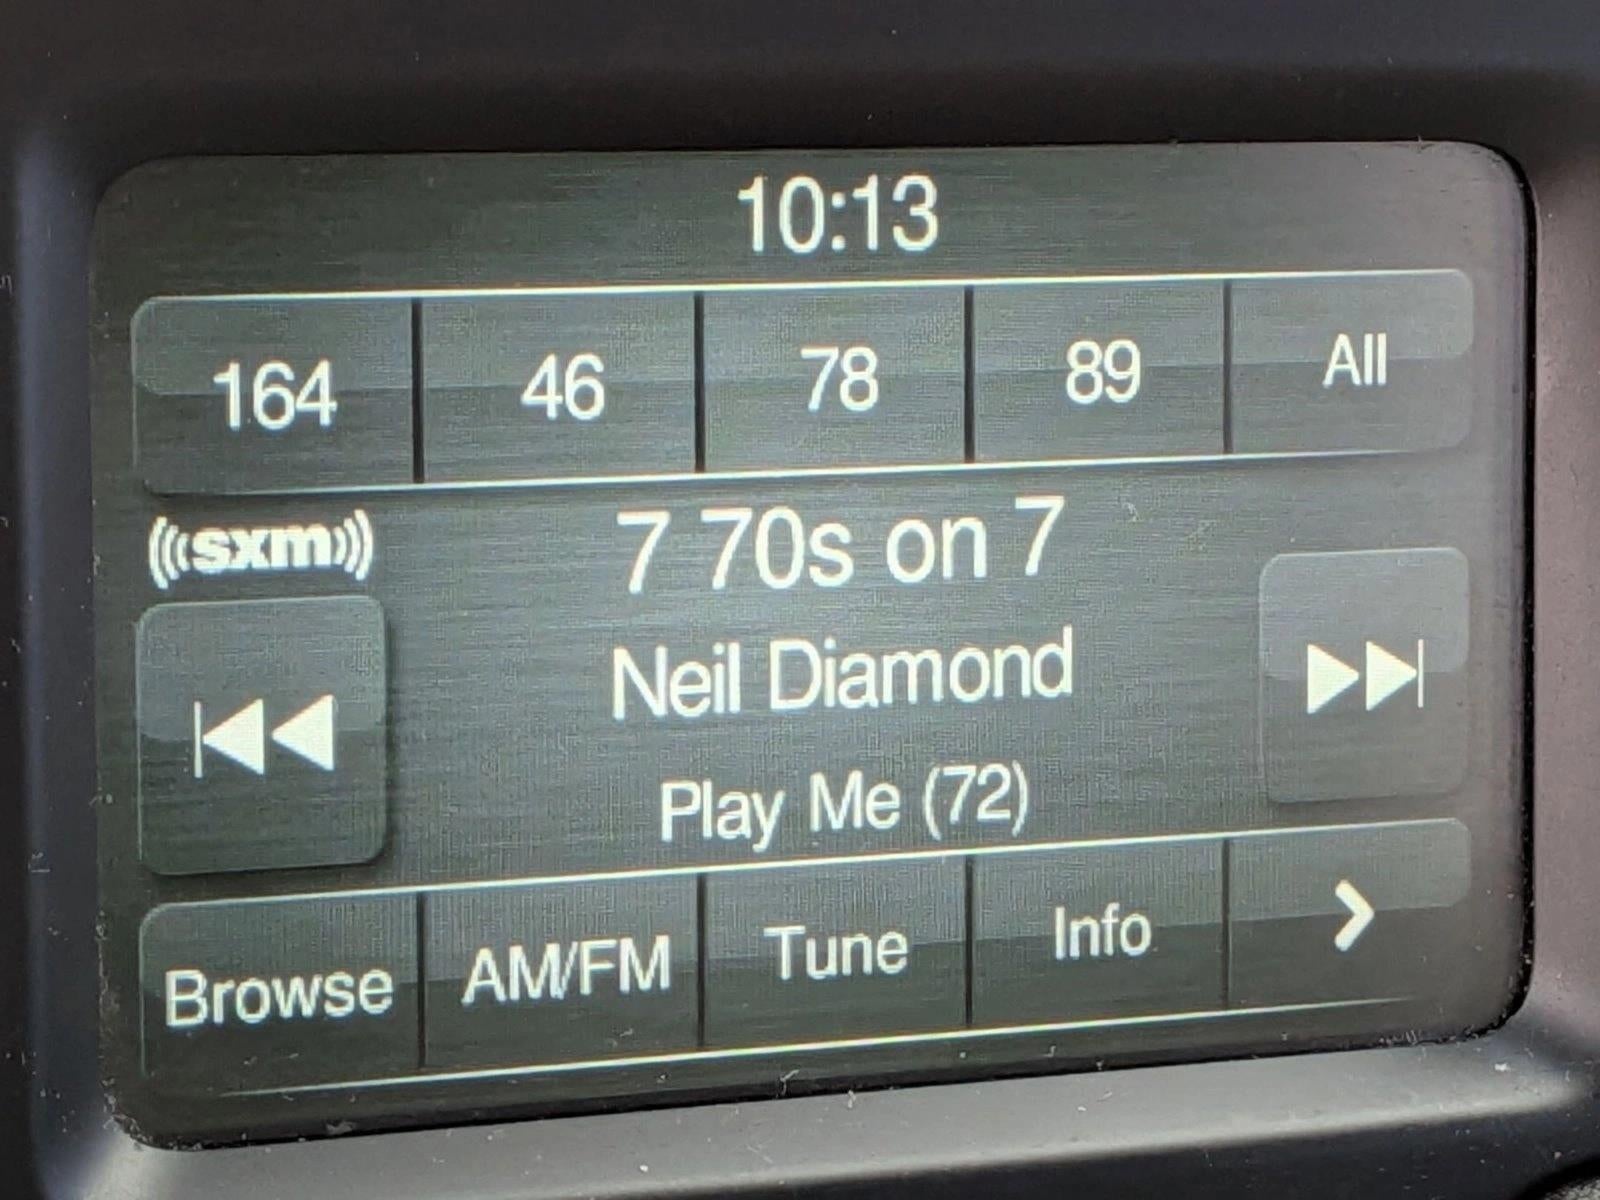 10:13
164 46 78 89 All
((sxm)))
7 70s on 7
Neil Diamond
Play Me (72)
Browse AM/FM Tune Info